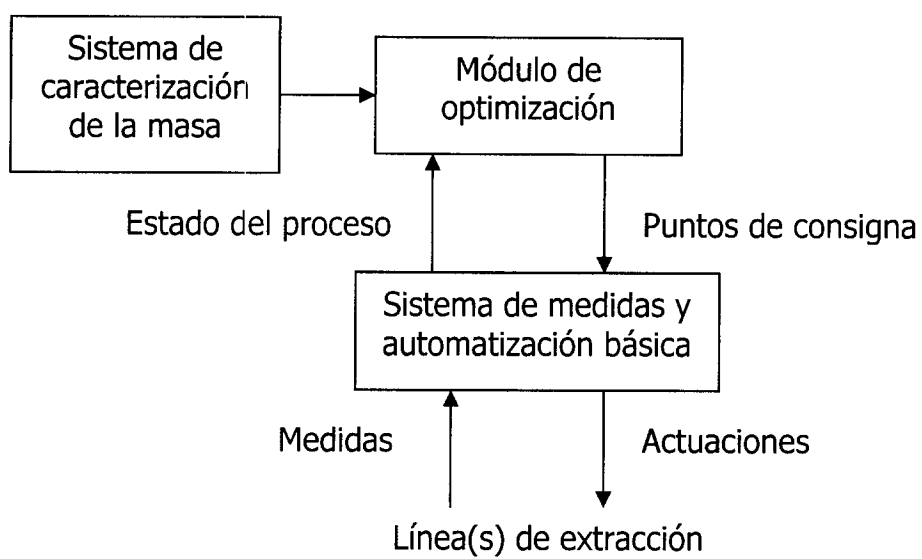 Sistema de
caracterización
de la masa
Módulo de
optimización
Estado del proceso
Puntos de consigna
Sistema de medidas y
automatización básica
Medidas
Actuaciones
Línea(s) de extracción